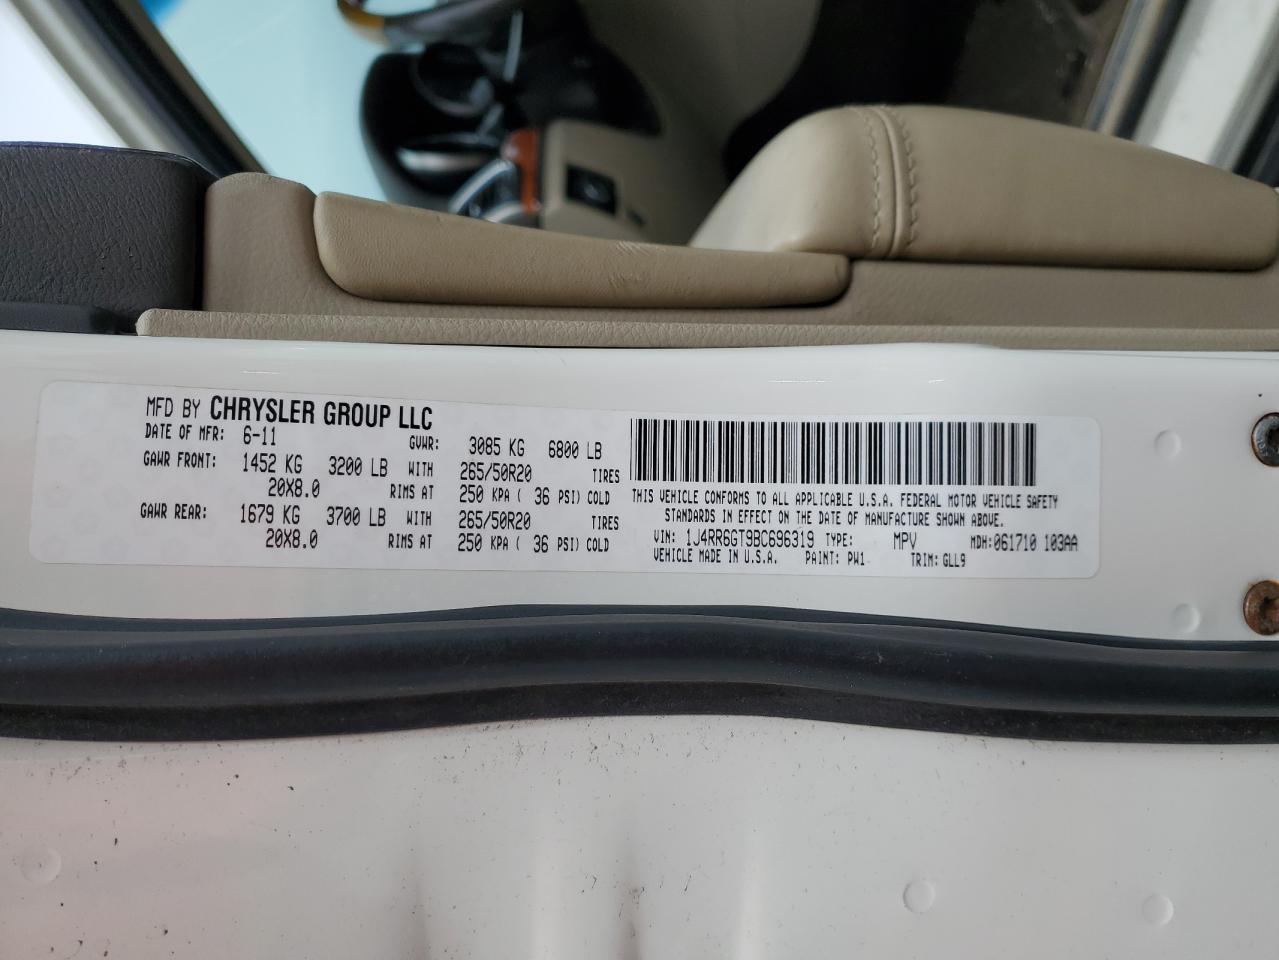 MFD BY CHRYSLER GROUP LLC
DATE OF MFR: 6-11 GVWR: 3085 KG 6800 LB
GAWR FRONT: 1452 KG 3200 LB WITH 265/50R20 TIRES
20X8.0 RIMS AT 250 KPA ( 36 PSI) COLD
GAWR REAR: 1679 KG 3700 LB WITH 265/50R20 TIRES
20X8.0 RIMS AT 250 KPA ( 36 PSI) COLD
THIS VEHICLE CONFORMS TO ALL APPLICABLE U.S.A. FEDERAL MOTOR VEHICLE SAFETY
STANDARDS IN EFFECT ON THE DATE OF MANUFACTURE SHOWN ABOVE.
VIN: 1J4RR6GT9BC696319 TYPE: MPV MDH:061710 103AA
VEHICLE MADE IN U.S.A. PAINT: PW1 TRIM: GLL9